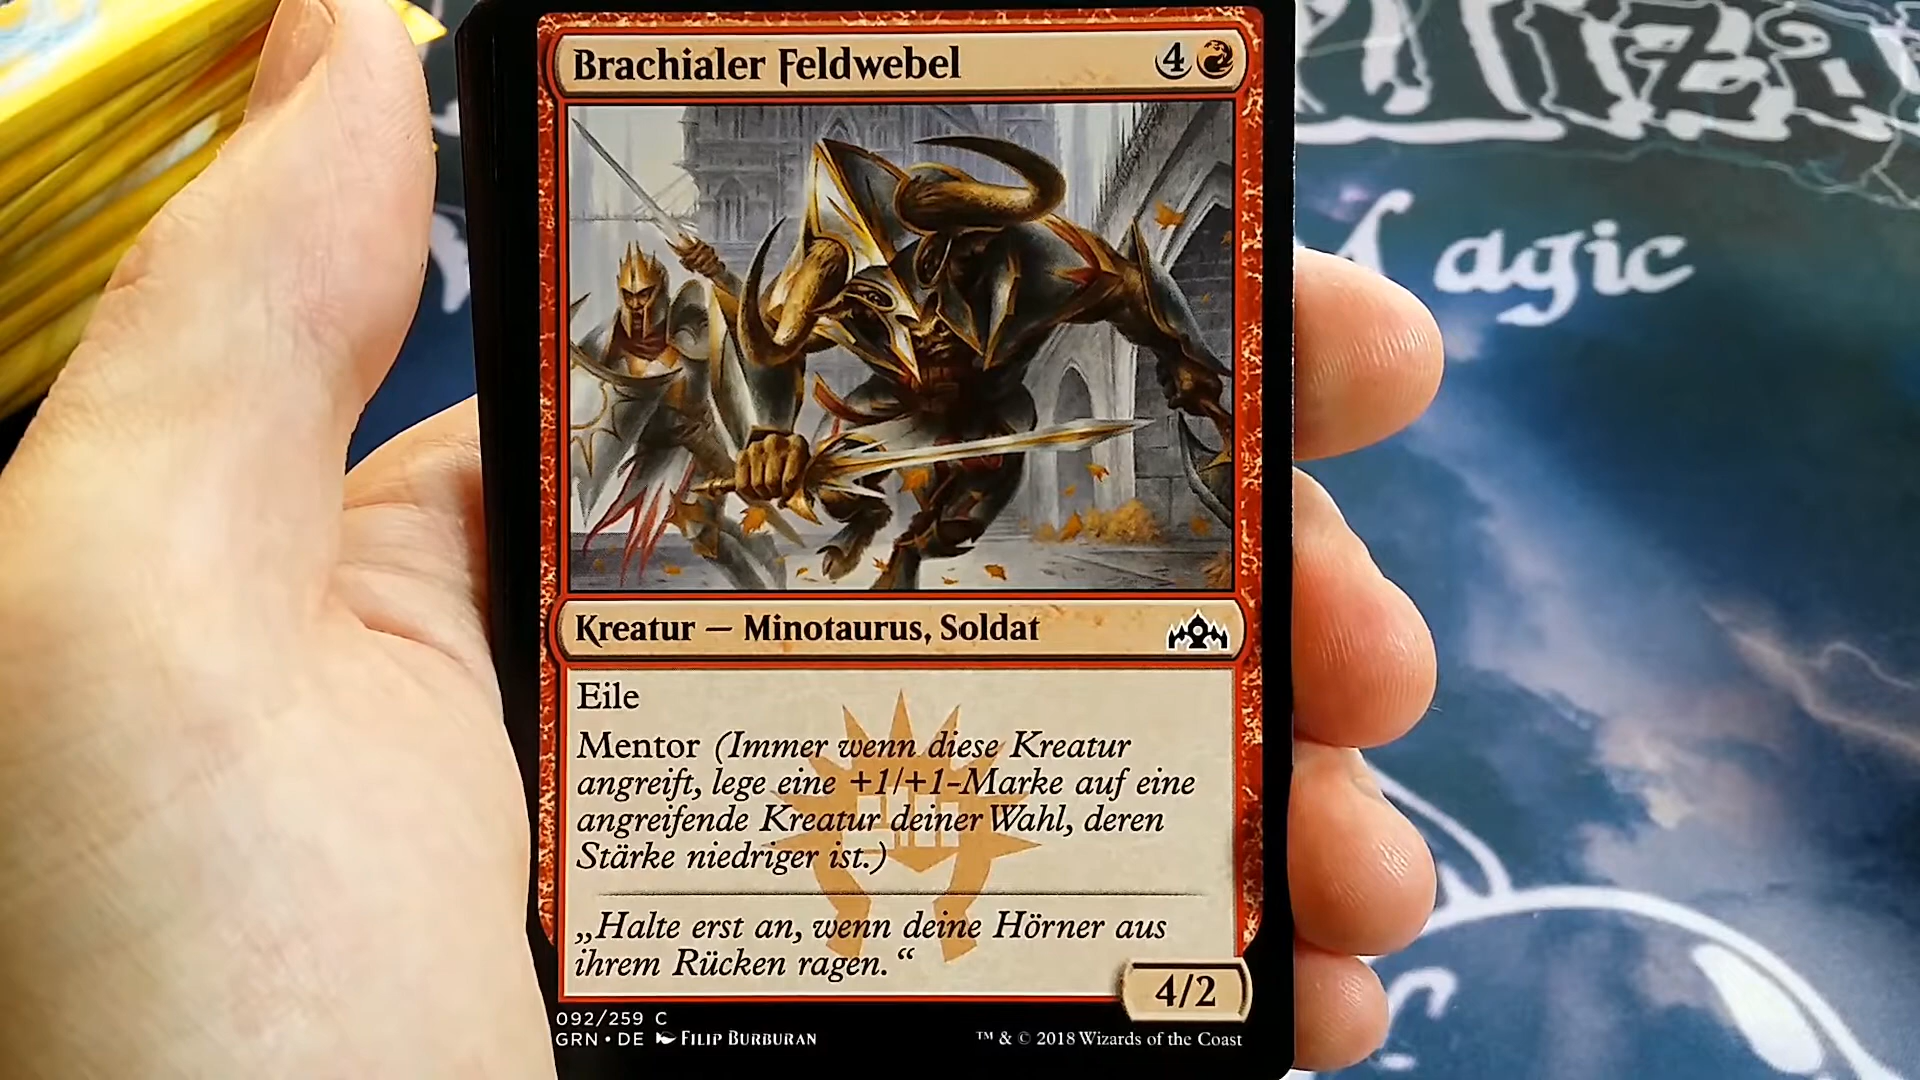 Brachialer Feldwebel 4
Kreatur — Minotaurus, Soldat
Eile
Mentor (Immer wenn diese Kreatur
angreift, lege eine +1/+1-Marke auf eine
angreifende Kreatur deiner Wahl, deren
Stärke niedriger ist.)
„Halte erst an, wenn deine Hörner aus
ihrem Rücken ragen.“
4/2
092/259 C
GRN • DE FILIP BURBURAN
™ & © 2018 Wizards of the Coast
Magic